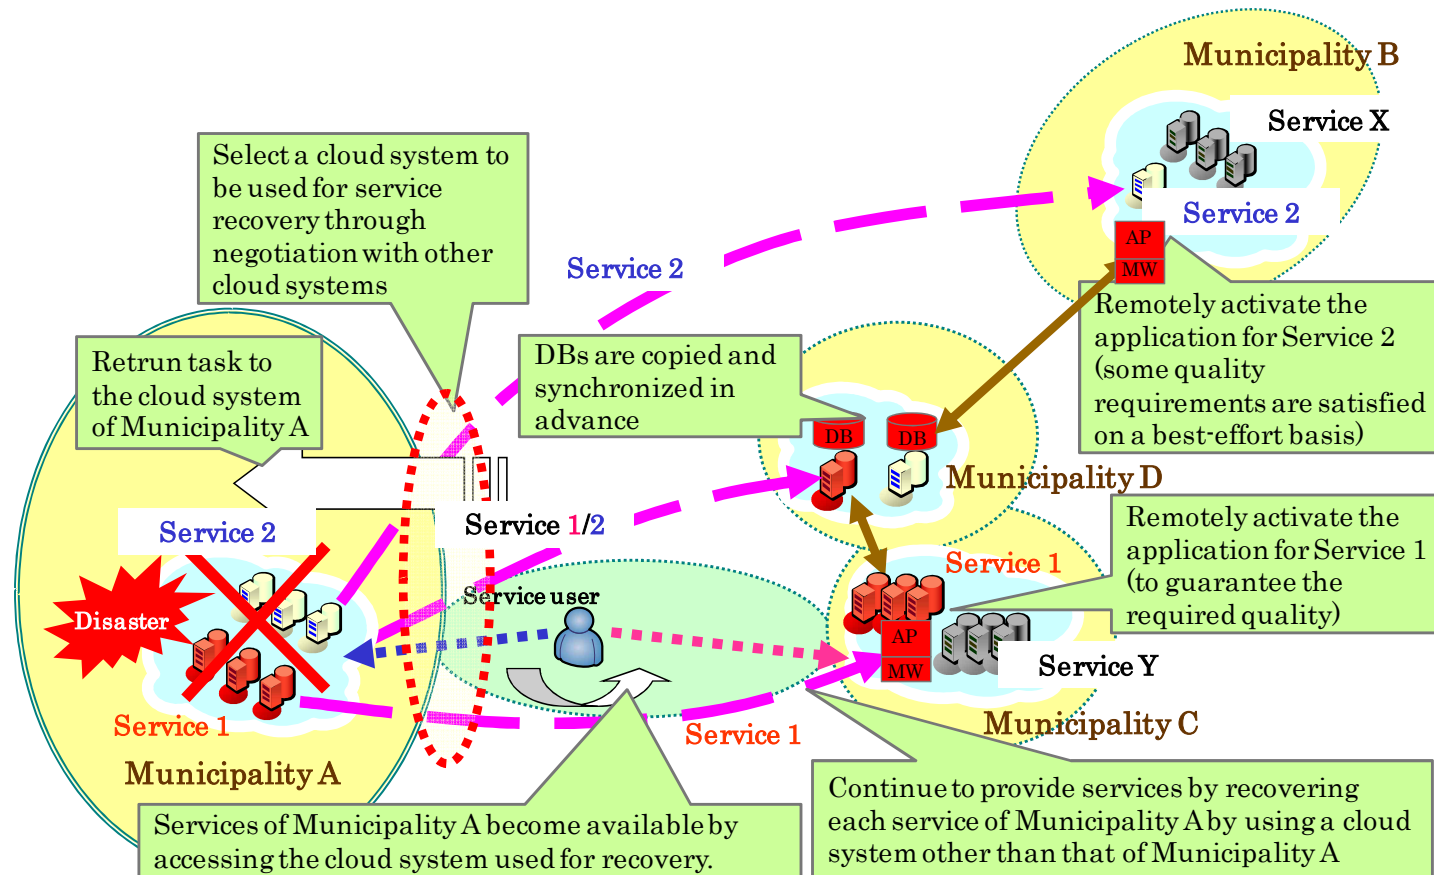 Municipality B
Service X
Select a cloud system to
be used for service
recovery through
negotiation with other
cloud systems
Service 2
AP
MW
Service 2
Remotely activate the
application for Service 2
(some quality
requirements are satisfied
on a best-effort basis)
Retrun task to
the cloud system
of Municipality A
DBs are copied and
synchronized in
advance
DB
DB
Municipality D
Service 2
Service 1/2
Remotely activate the
application for Service 1
(to guarantee the
required quality)
Service 1
Disaster
Service user
AP
MW
Service Y
Service 1
Service 1
Municipality C
Municipality A
Services of Municipality A become available by
accessing the cloud system used for recovery.
Continue to provide services by recovering
each service of Municipality A by using a cloud
system other than that of Municipality A